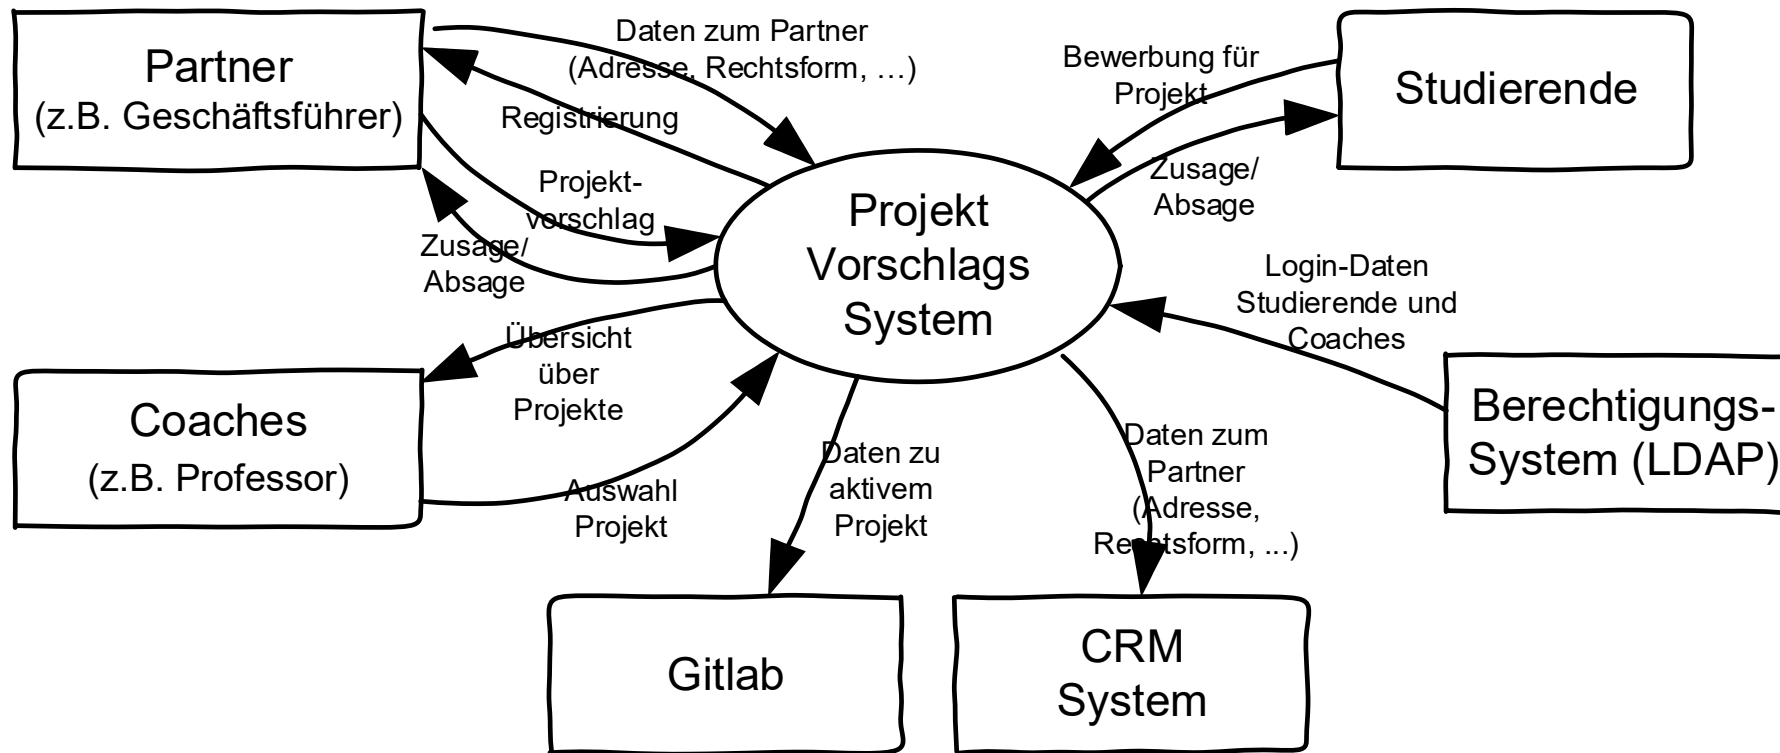 Partner
(z.B. Geschäftsführer)
Daten zum Partner
(Adresse, Rechtsform, …)
Registrierung
Projekt-
vorschlag
Zusage/
Absage
Bewerbung für
Projekt
Studierende
Zusage/
Absage
Projekt
Vorschlags
System
Login-Daten
Studierende und
Coaches
Berechtigungs-
System (LDAP)
Übersicht
über
Projekte
Coaches
(z.B. Professor)
Auswahl
Projekt
Daten zu
aktivem
Projekt
Daten zum
Partner
(Adresse,
Rechtsform, ...)
Gitlab
CRM
System